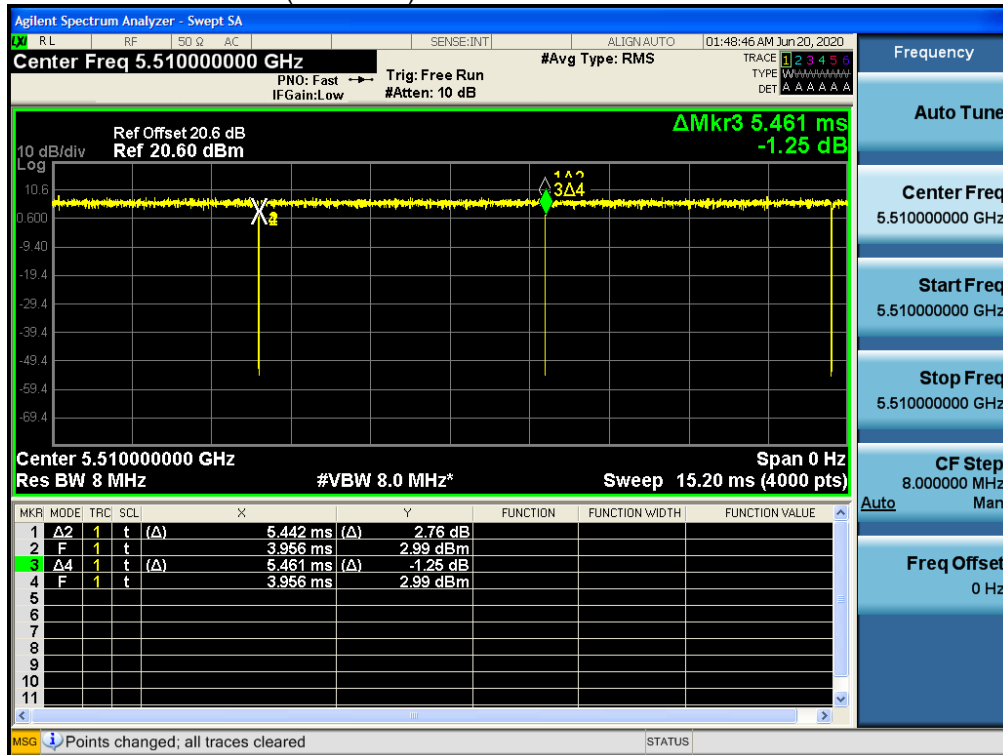 Agilent Spectrum Analyzer - Swept SA
LXI RL RF 50 Ω AC SENSE:INT ALIGN AUTO 01:48:46 AM Jun 20, 2020
Center Freq 5.510000000 GHz #Avg Type: RMS TRACE 1 2 3 4 5 6
PNO: Fast Trig: Free Run TYPE WWWWWW
IFGain:Low #Atten: 10 dB DET A A A A A A
ΔMkr3 5.461 ms
-1.25 dB
Ref Offset 20.6 dB
10 dB/div Ref 20.60 dBm
Log
10.6
0.600
-9.40
-19.4
-29.4
-39.4
-49.4
-59.4
-69.4
3Δ4
Center 5.510000000 GHz Span 0 Hz
Res BW 8 MHz #VBW 8.0 MHz* Sweep 15.20 ms (4000 pts)
MKR MODE TRC SCL X Y FUNCTION FUNCTION WIDTH FUNCTION VALUE
1 Δ2 1 t (Δ) 5.442 ms (Δ) 2.76 dB
2 F 1 t 3.956 ms 2.99 dBm
3 Δ4 1 t (Δ) 5.461 ms (Δ) -1.25 dB
4 F 1 t 3.956 ms 2.99 dBm
5
6
7
8
9
10
11
MSG Points changed; all traces cleared STATUS
Frequency
Auto Tune
Center Freq
5.510000000 GHz
Start Freq
5.510000000 GHz
Stop Freq
5.510000000 GHz
CF Step
8.000000 MHz
Auto Man
Freq Offset
0 Hz